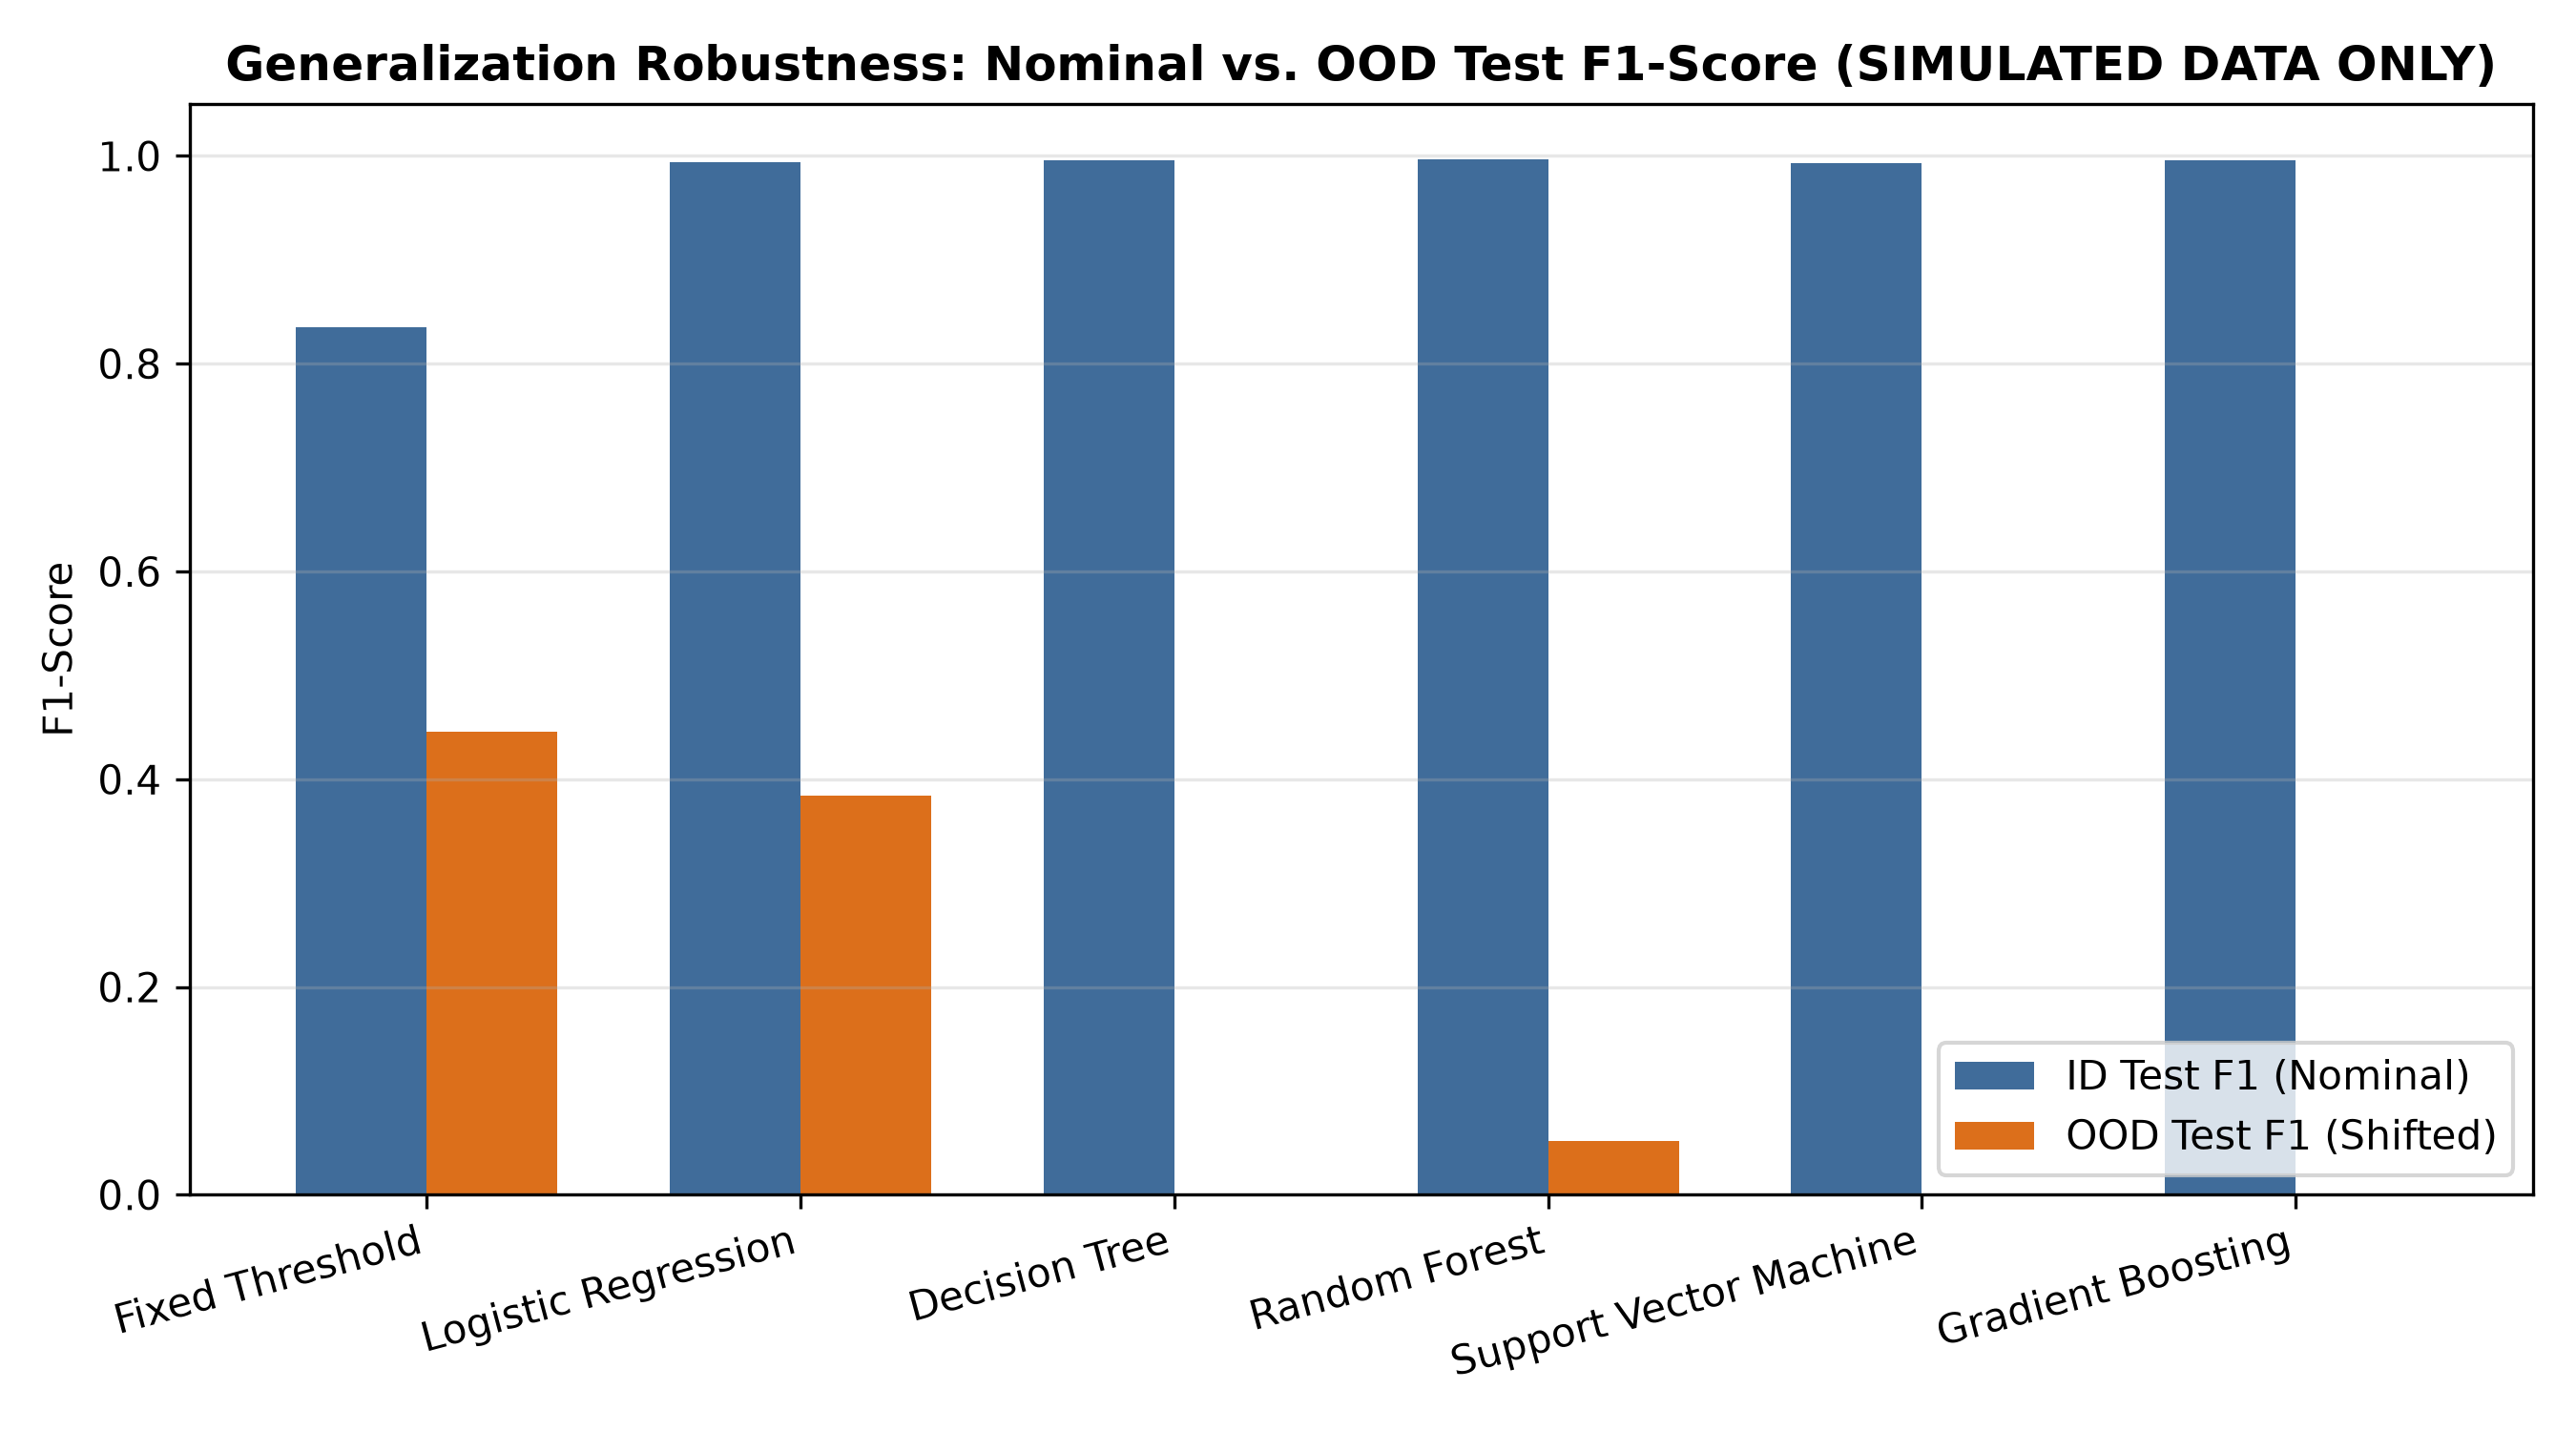 Generalization Robustness: Nominal vs. OOD Test F1-Score (SIMULATED DATA ONLY)
F1-Score
1.0
0.8
0.6
0.4
0.2
0.0
Fixed Threshold
Logistic Regression
Decision Tree
Random Forest
Support Vector Machine
Gradient Boosting
ID Test F1 (Nominal)
OOD Test F1 (Shifted)